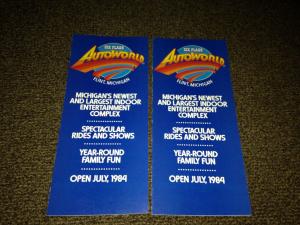 SIX FLAGS
AUTOWORLD
FLINT, MICHIGAN
MICHIGAN'S NEWEST
AND LARGEST INDOOR
ENTERTAINMENT
COMPLEX
SPECTACULAR
RIDES AND SHOWS
YEAR-ROUND
FAMILY FUN
OPEN JULY, 1984
SIX FLAGS
AUTOWORLD
FLINT, MICHIGAN
MICHIGAN'S NEWEST
AND LARGEST INDOOR
ENTERTAINMENT
COMPLEX
SPECTACULAR
RIDES AND SHOWS
YEAR-ROUND
FAMILY FUN
OPEN JULY, 1984